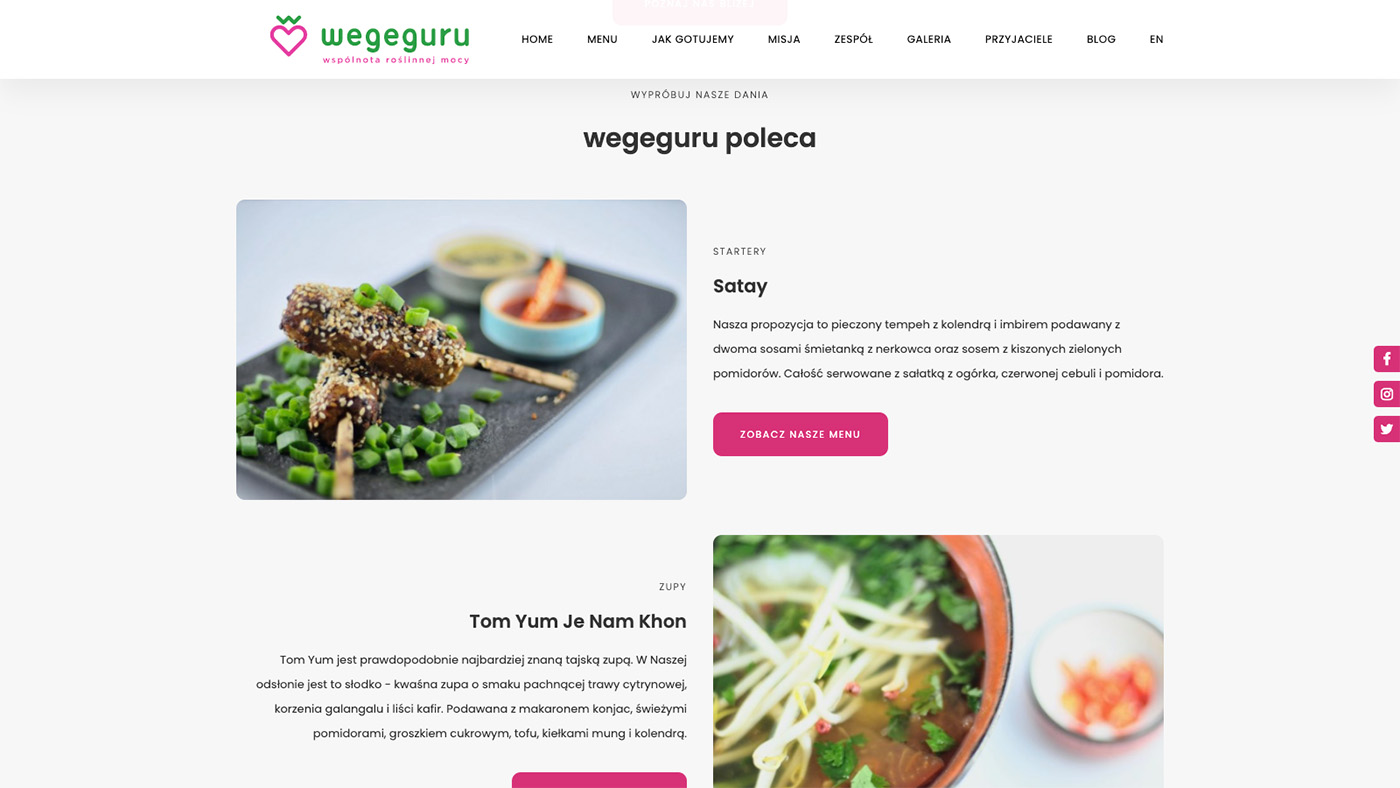 POZNAJ NAS BLIŻEJ
wegeguru
wspólnota roślinnej mocy
HOME MENU JAK GOTUJEMY MISJA ZESPÓŁ GALERIA PRZYJACIELE BLOG EN
WYPRÓBUJ NASZE DANIA
wegeguru poleca
STARTERY
Satay
Nasza propozycja to pieczony tempeh z kolendrą i imbirem podawany z
dwoma sosami śmietanką z nerkowca oraz sosem z kiszonych zielonych
pomidorów. Całość serwowane z sałatką z ogórka, czerwonej cebuli i pomidora.
ZOBACZ NASZE MENU
ZUPY
Tom Yum Je Nam Khon
Tom Yum jest prawdopodobnie najbardziej znaną tajską zupą. W Naszej
odsłonie jest to słodko - kwaśna zupa o smaku pachnącej trawy cytrynowej,
korzenia galangalu i liści kafir. Podawana z makaronem konjac, świeżymi
pomidorami, groszkiem cukrowym, tofu, kiełkami mung i kolendrą.